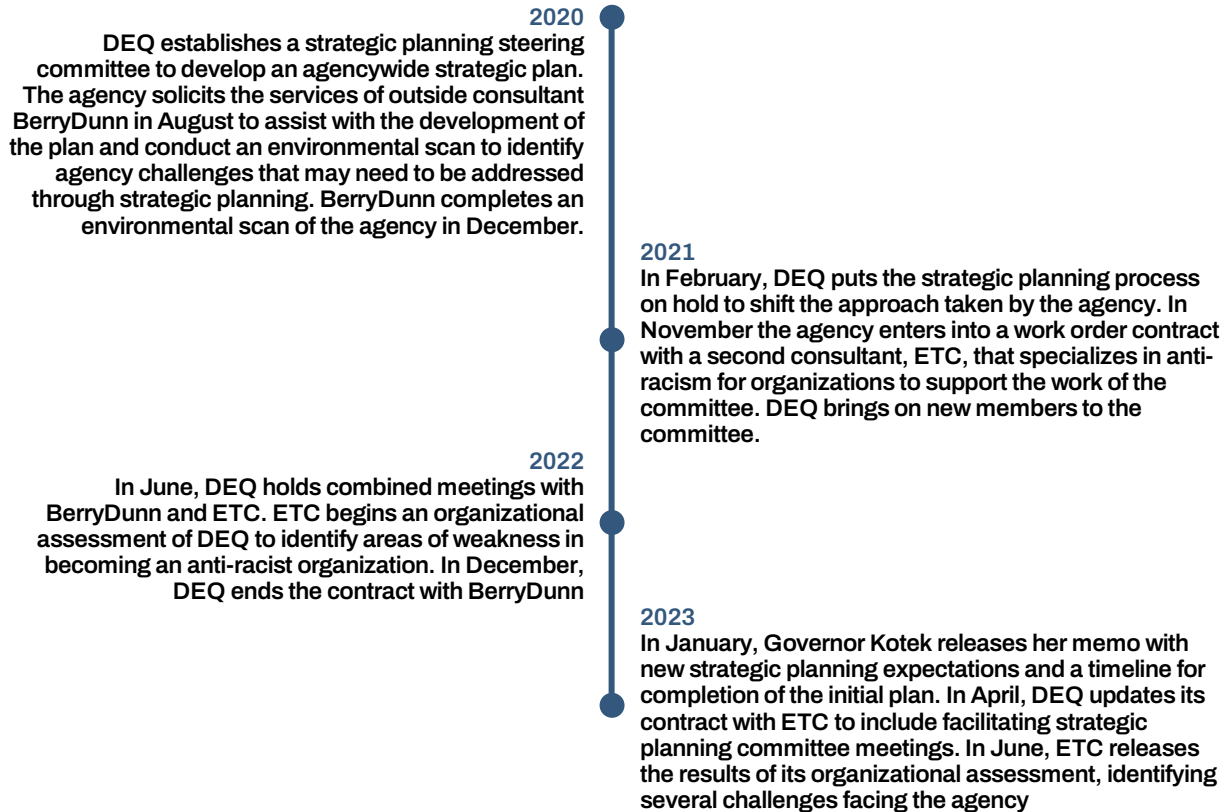 2020
DEQ establishes a strategic planning steering
committee to develop an agencywide strategic plan.
The agency solicits the services of outside consultant
BerryDunn in August to assist with the development of
the plan and conduct an environmental scan to identify
agency challenges that may need to be addressed
through strategic planning. BerryDunn completes an
environmental scan of the agency in December.
2021
In February, DEQ puts the strategic planning process
on hold to shift the approach taken by the agency. In
November the agency enters into a work order contract
with a second consultant, ETC, that specializes in anti-
racism for organizations to support the work of the
committee. DEQ brings on new members to the
committee.
2022
In June, DEQ holds combined meetings with
BerryDunn and ETC. ETC begins an organizational
assessment of DEQ to identify areas of weakness in
becoming an anti-racist organization. In December,
DEQ ends the contract with BerryDunn
2023
In January, Governor Kotek releases her memo with
new strategic planning expectations and a timeline for
completion of the initial plan. In April, DEQ updates its
contract with ETC to include facilitating strategic
planning committee meetings. In June, ETC releases
the results of its organizational assessment, identifying
several challenges facing the agency